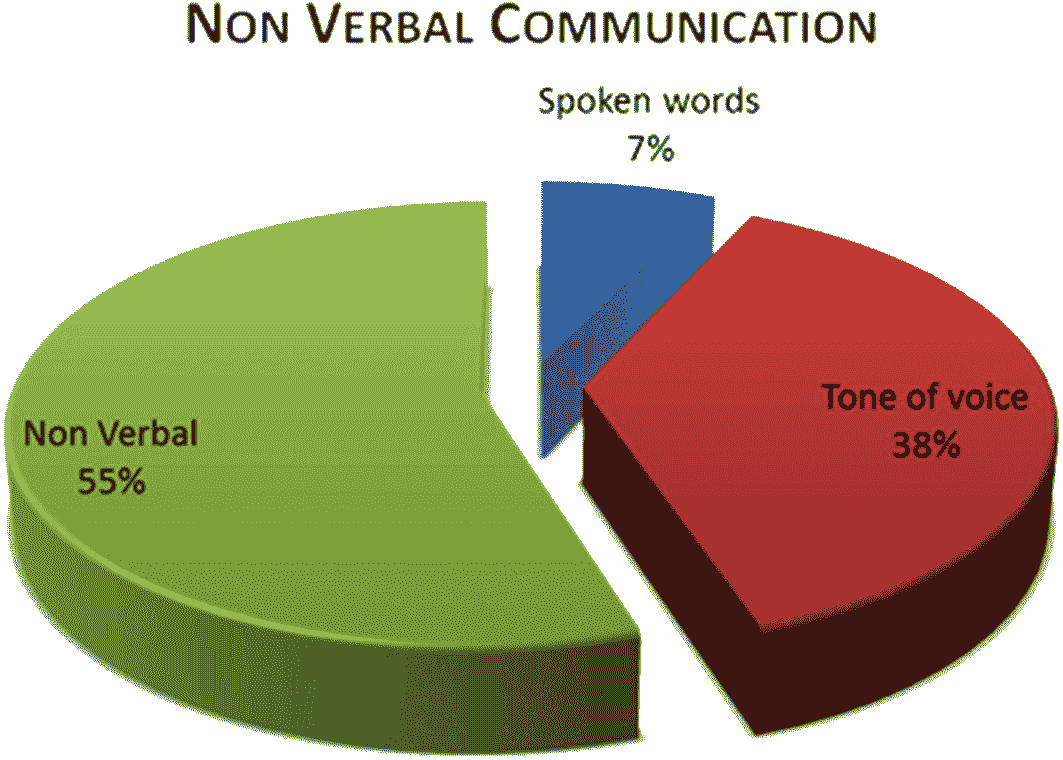 NON VERBAL COMMUNICATION
Spoken words
7%
Tone of voice
38%
Non Verbal
55%